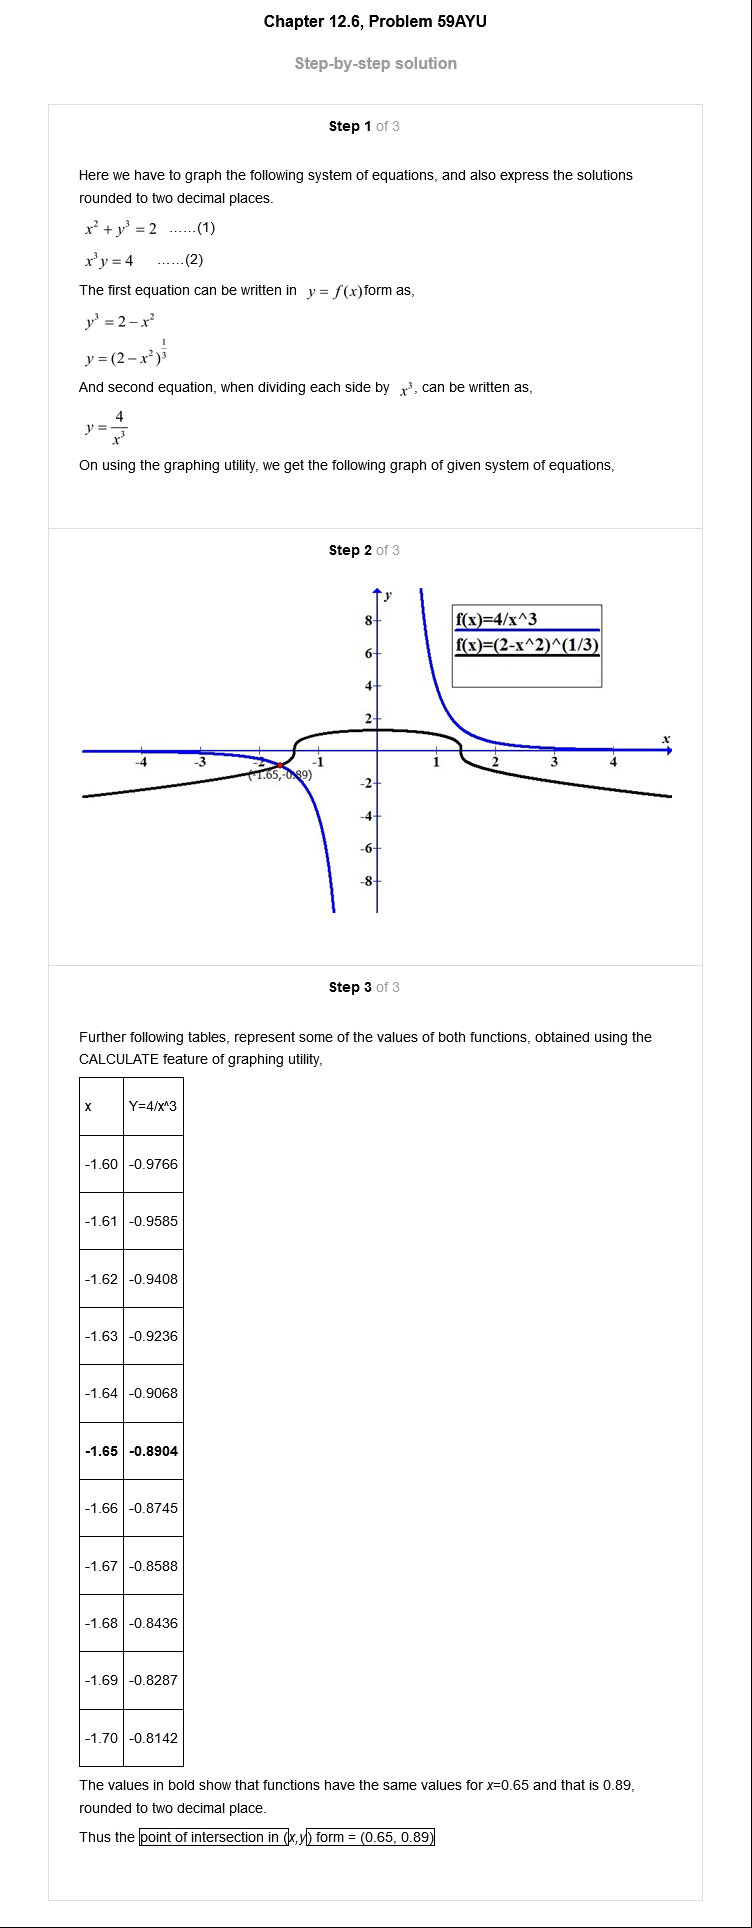 Chapter 12.6, Problem 59AYU
Step-by-step solution
Step 1 of 3
Here we have to graph the following system of equations, and also express the solutions
rounded to two decimal places.
x² + y³ = 2 ......(1)
x³y = 4 ......(2)
The first equation can be written in y = f(x) form as,
y³ = 2 − x²
y = (2 − x²)^(1/3)
And second equation, when dividing each side by x³, can be written as,
y = 4/x³
On using the graphing utility, we get the following graph of given system of equations,
Step 2 of 3
y
f(x)=4/x^3
f(x)=(2-x^2)^(1/3)
8
6
4
2
x
-4 -3 -2 -1 1 2 3 4
(-1.65,-0.89)
-2
-4
-6
-8
Step 3 of 3
Further following tables, represent some of the values of both functions, obtained using the
CALCULATE feature of graphing utility,
x Y=4/x^3
-1.60 -0.9766
-1.61 -0.9585
-1.62 -0.9408
-1.63 -0.9236
-1.64 -0.9068
-1.65 -0.8904
-1.66 -0.8745
-1.67 -0.8588
-1.68 -0.8436
-1.69 -0.8287
-1.70 -0.8142
The values in bold show that functions have the same values for x=0.65 and that is 0.89,
rounded to two decimal place.
Thus the point of intersection in (x,y) form = (0.65, 0.89)